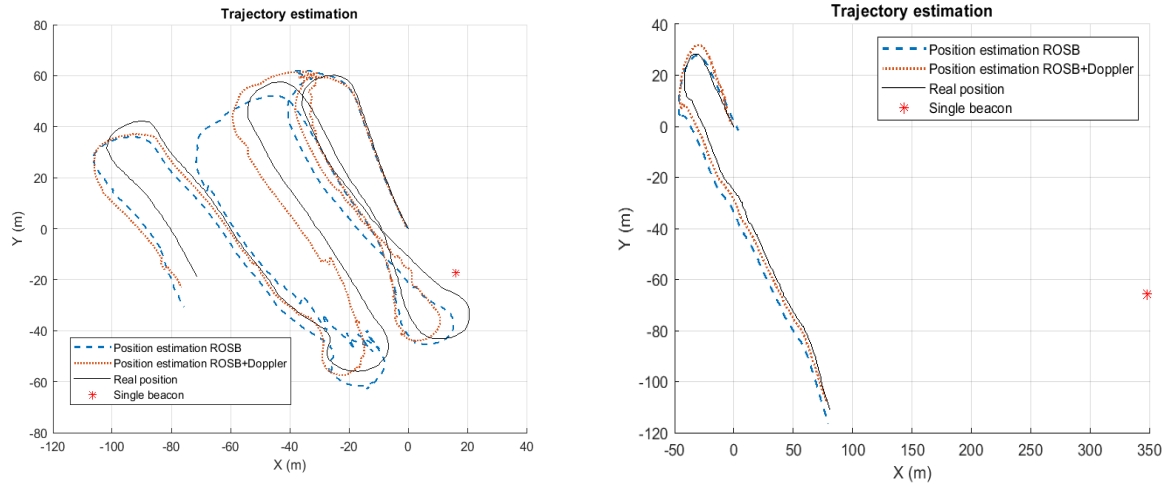 Trajectory estimation
80
60
40
20
0
-20
-40
-60
-80
Y (m)
Position estimation ROSB
Position estimation ROSB+Doppler
Real position
Single beacon
-120 -100 -80 -60 -40 -20 0 20 40
X (m)
Trajectory estimation
40
20
0
-20
-40
-60
-80
-100
-120
Y (m)
Position estimation ROSB
Position estimation ROSB+Doppler
Real position
Single beacon
-50 0 50 100 150 200 250 300 350
X (m)